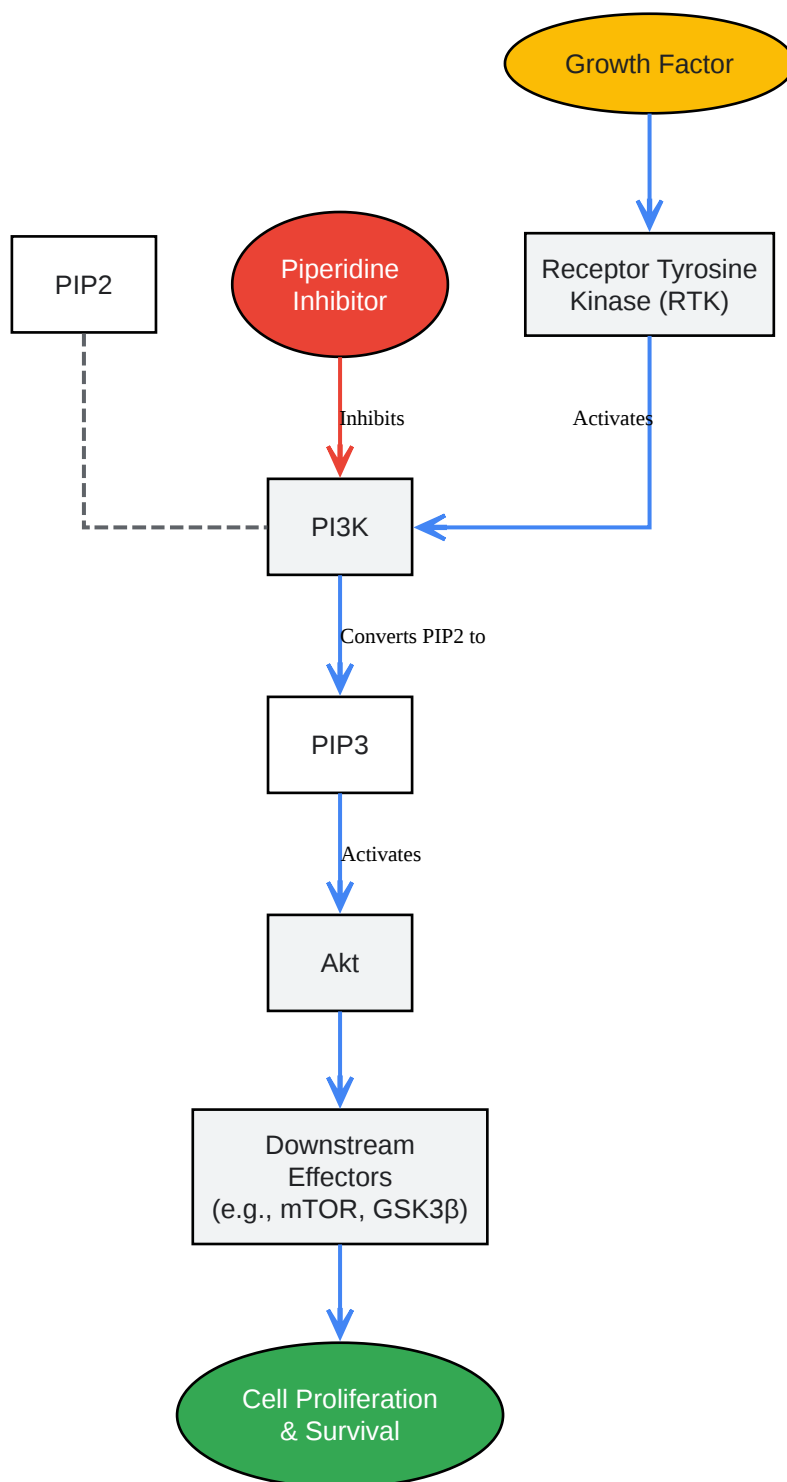 Growth Factor
PIP2
Piperidine
Inhibitor
Receptor Tyrosine
Kinase (RTK)
Inhibits
Activates
PI3K
Converts PIP2 to
PIP3
Activates
Akt
Downstream
Effectors
(e.g., mTOR, GSK3β)
Cell Proliferation
& Survival